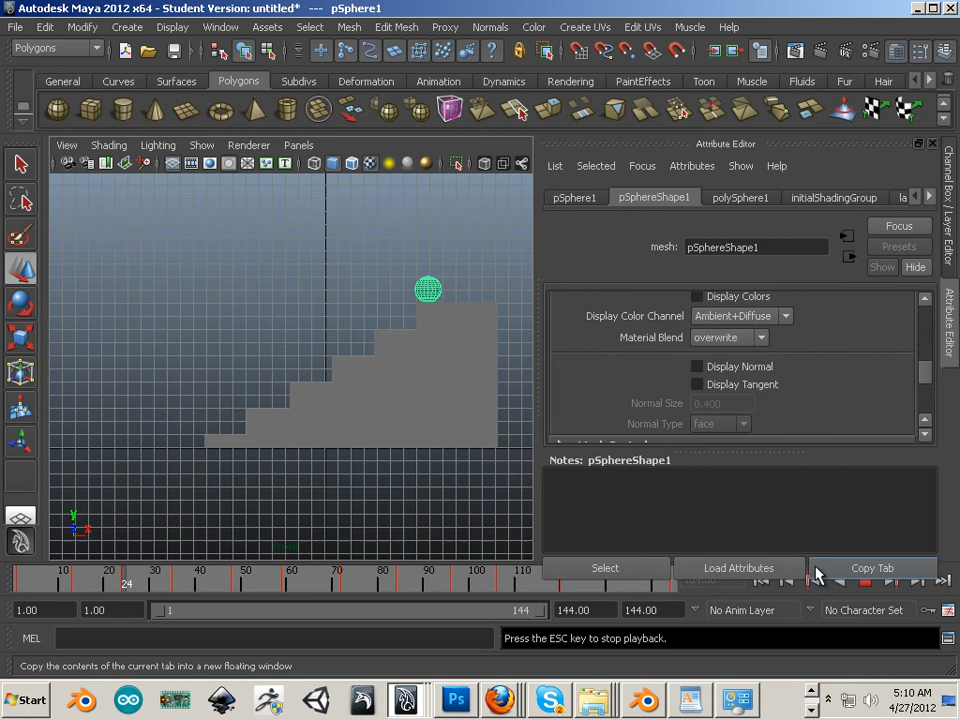 Autodesk Maya 2012 x64 - Student Version: untitled* --- pSphere1
File Edit Modify Create Display Window Assets Select Mesh Edit Mesh Proxy Normals Color Create UVs Edit UVs Muscle Help
Polygons
General Curves Surfaces Polygons Subdivs Deformation Animation Dynamics Rendering PaintEffects Toon Muscle Fluids Fur Hair
View Shading Lighting Show Renderer Panels
Attribute Editor
List Selected Focus Attributes Show Help
pSphere1 pSphereShape1 polySphere1 initialShadingGroup la
Focus
mesh: pSphereShape1
Presets
Show Hide
Display Colors
Display Color Channel Ambient+Diffuse
Material Blend overwrite
Display Normal
Display Tangent
Normal Size 0.400
Normal Type face
Notes: pSphereShape1
Select Load Attributes Copy Tab
Channel Box / Layer Editor
Attribute Editor
y
x
10 20 30 40 50 60 70 80 90 100 110
24
1.00 1.00 1 144 144.00 144.00 No Anim Layer No Character Set
MEL Press the ESC key to stop playback.
Copy the contents of the current tab into a new floating window
Start
5:10 AM
4/27/2012